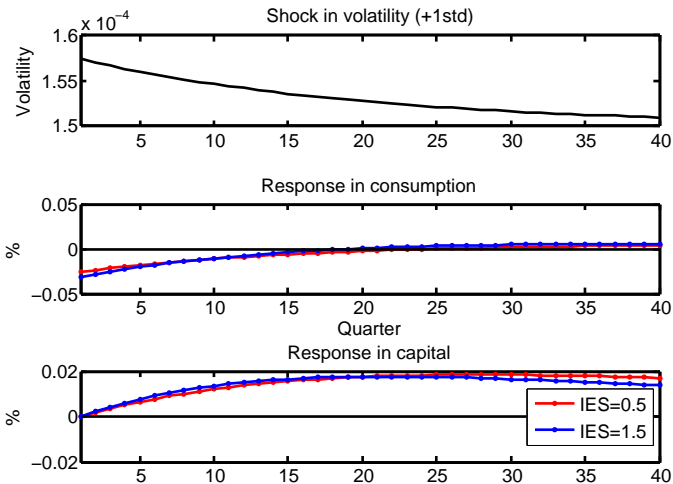 Shock in volatility (+1std)
x 10⁻⁴
1.6
1.55
1.5
Volatility
5 10 15 20 25 30 35 40
Response in consumption
0.05
0
−0.05
%
5 10 15 20 25 30 35 40
Quarter
Response in capital
0.02
0
−0.02
%
IES=0.5
IES=1.5
5 10 15 20 25 30 35 40